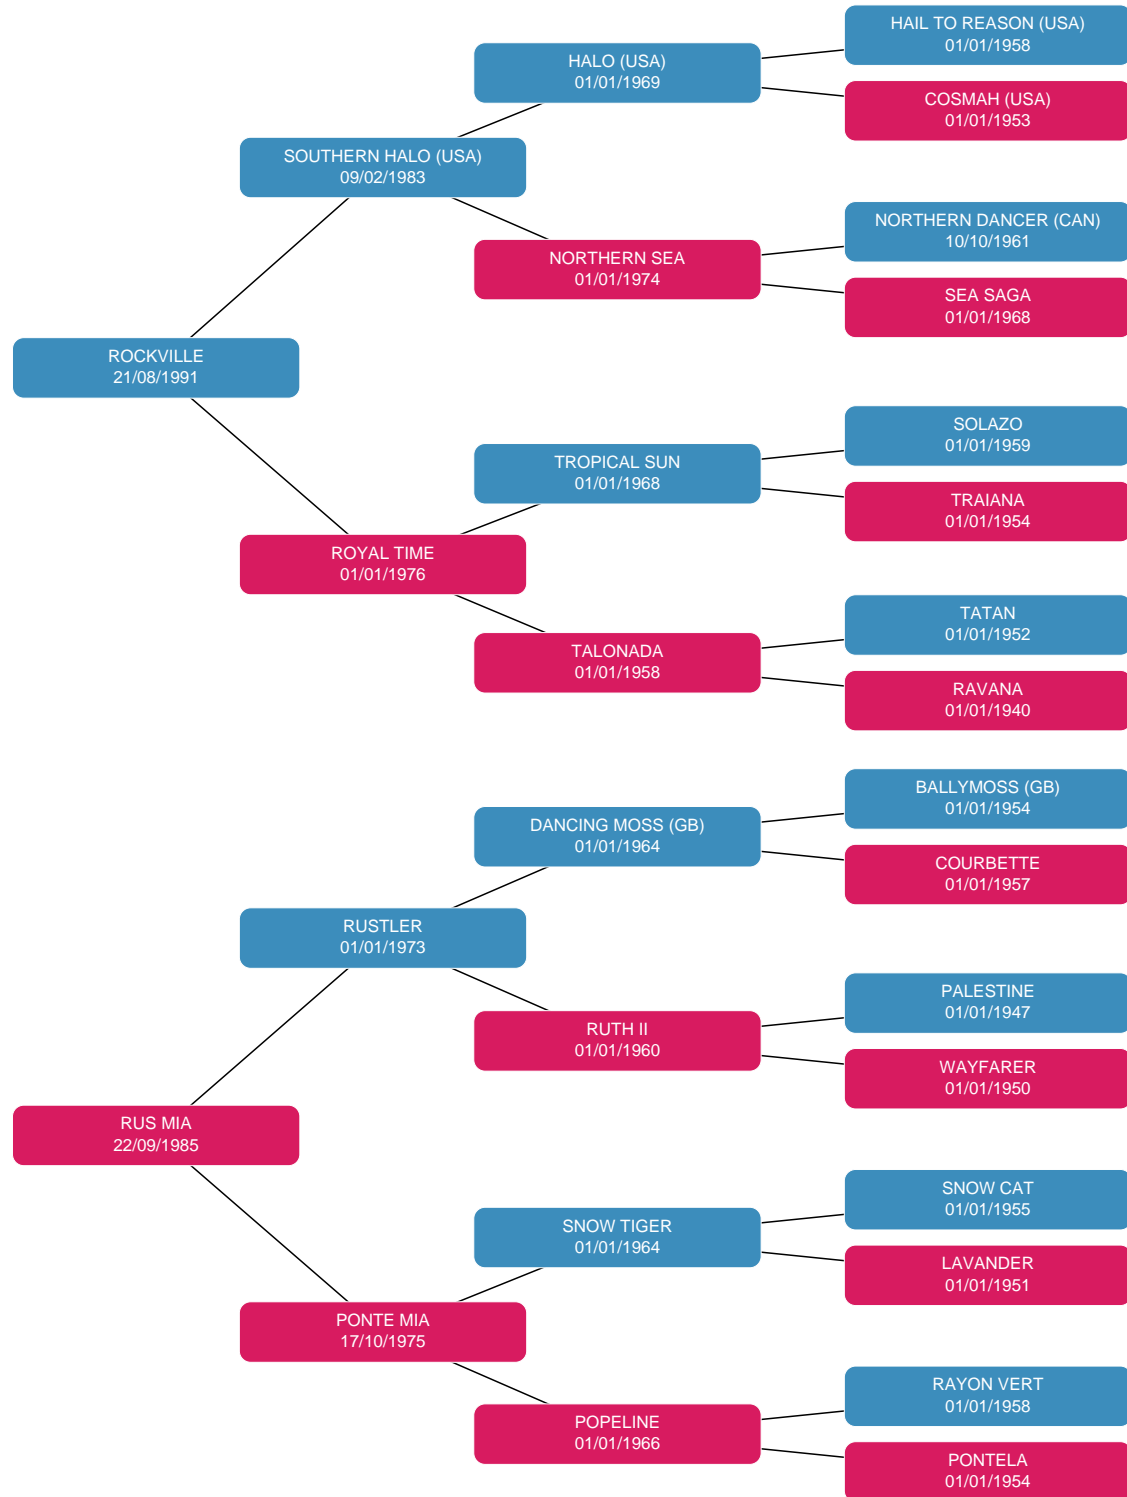 HAIL TO REASON (USA)
01/01/1958
HALO (USA)
01/01/1969
COSMAH (USA)
01/01/1953
SOUTHERN HALO (USA)
09/02/1983
NORTHERN DANCER (CAN)
10/10/1961
NORTHERN SEA
01/01/1974
SEA SAGA
01/01/1968
ROCKVILLE
21/08/1991
SOLAZO
01/01/1959
TROPICAL SUN
01/01/1968
TRAIANA
01/01/1954
ROYAL TIME
01/01/1976
TATAN
01/01/1952
TALONADA
01/01/1958
RAVANA
01/01/1940
BALLYMOSS (GB)
01/01/1954
DANCING MOSS (GB)
01/01/1964
COURBETTE
01/01/1957
RUSTLER
01/01/1973
PALESTINE
01/01/1947
RUTH II
01/01/1960
WAYFARER
01/01/1950
RUS MIA
22/09/1985
SNOW CAT
01/01/1955
SNOW TIGER
01/01/1964
LAVANDER
01/01/1951
PONTE MIA
17/10/1975
RAYON VERT
01/01/1958
POPELINE
01/01/1966
PONTELA
01/01/1954